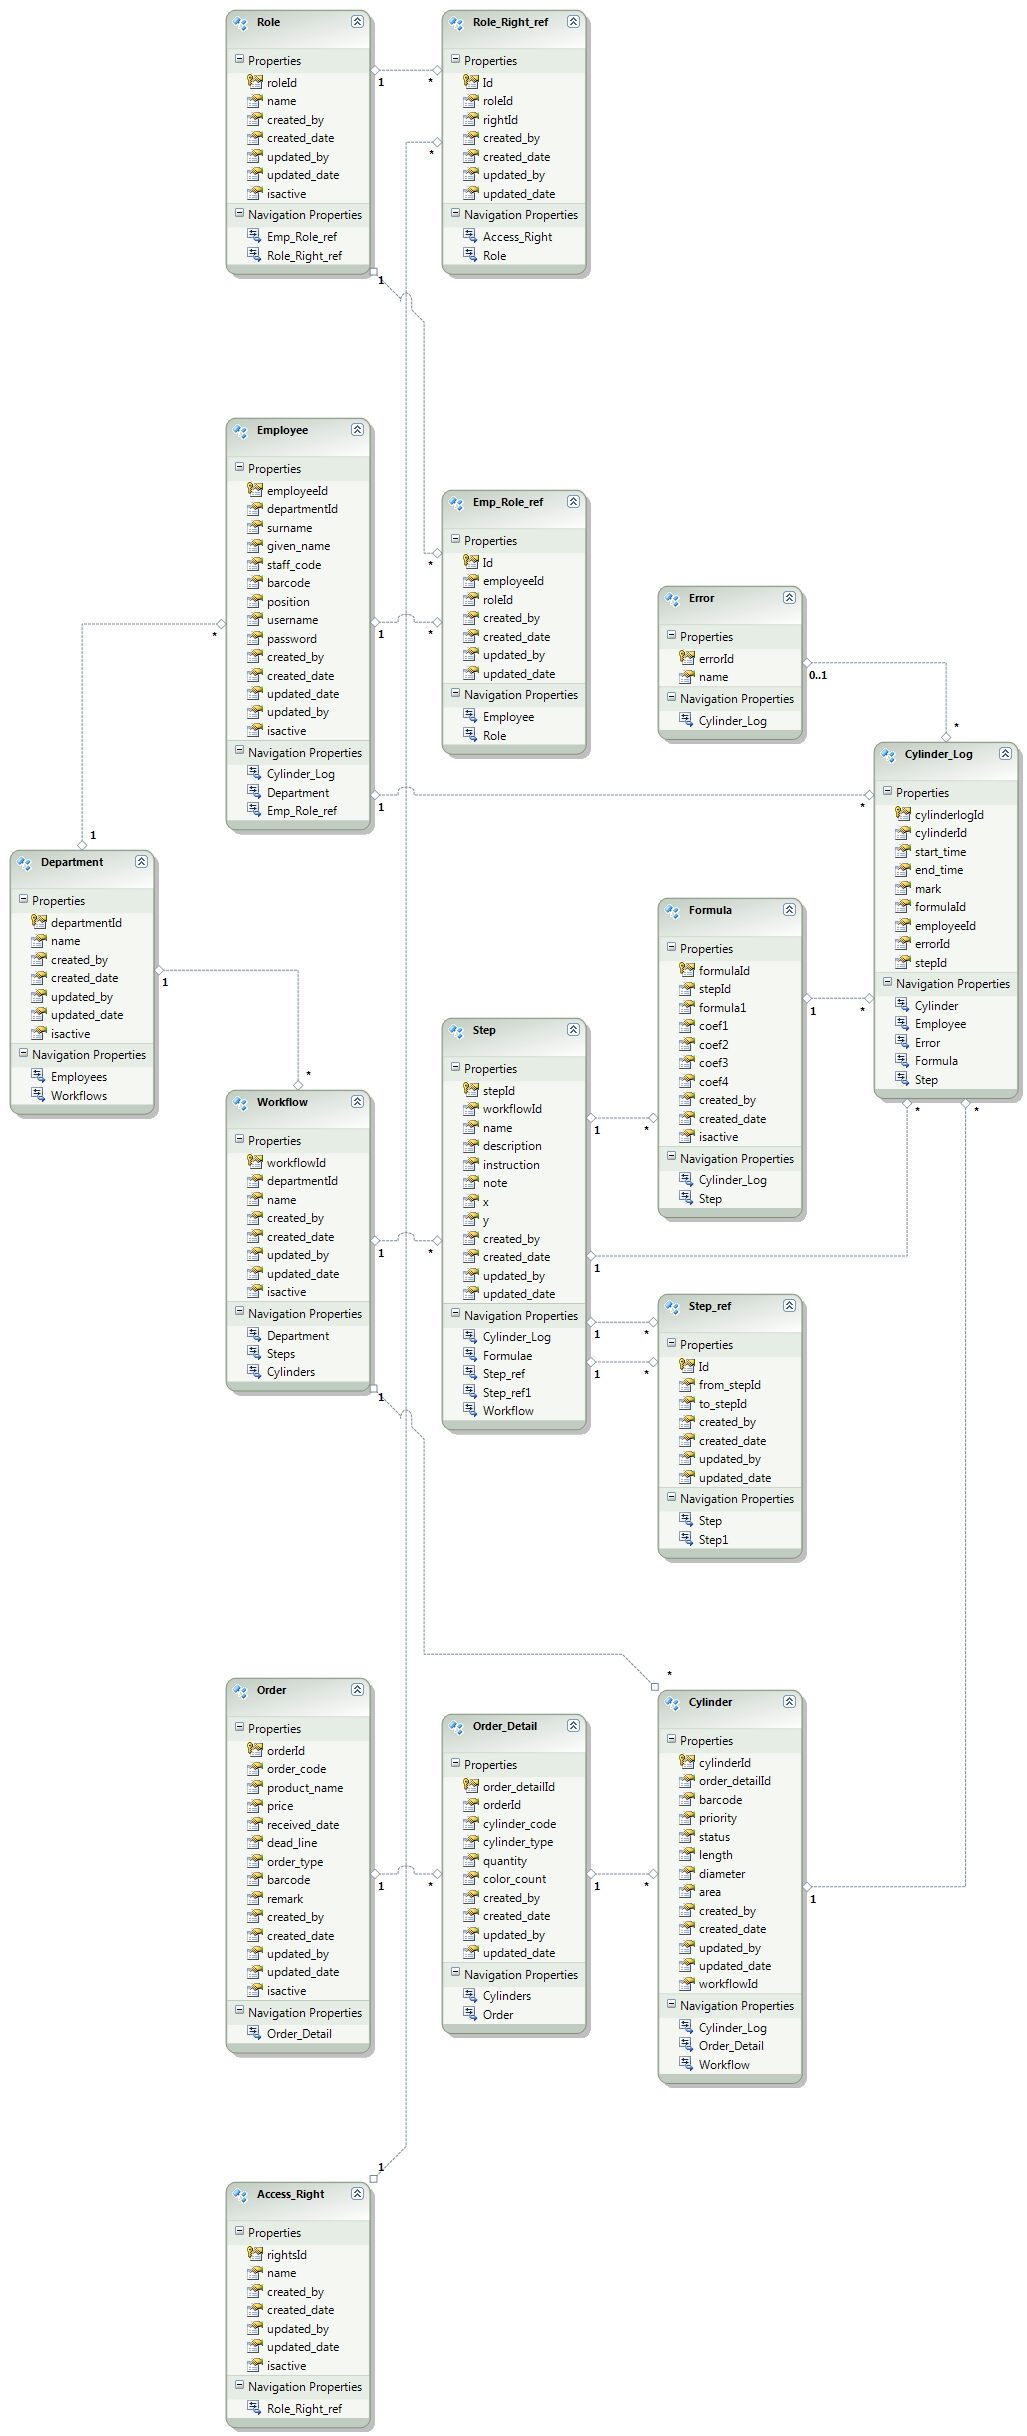 Role
Properties
roleId
name
created_by
created_date
updated_by
updated_date
isactive
Navigation Properties
Emp_Role_ref
Role_Right_ref
1
*
Role_Right_ref
Properties
Id
roleId
rightId
created_by
created_date
updated_by
updated_date
Navigation Properties
Access_Right
Role
*
1
Employee
Properties
employeeId
departmentId
surname
given_name
staff_code
barcode
position
username
password
created_by
created_date
updated_date
updated_by
isactive
Navigation Properties
Cylinder_Log
Department
Emp_Role_ref
*
1
*
1
Emp_Role_ref
Properties
Id
employeeId
roleId
created_by
created_date
updated_by
updated_date
Navigation Properties
Employee
Role
*
Error
Properties
errorId
name
Navigation Properties
Cylinder_Log
0..1
*
Cylinder_Log
Properties
cylinderlogId
cylinderId
start_time
end_time
mark
formulaId
employeeId
errorId
stepId
Navigation Properties
Cylinder
Employee
Error
Formula
Step
*
*
*
1
Department
Properties
departmentId
name
created_by
created_date
updated_by
updated_date
isactive
Navigation Properties
Employees
Workflows
1
*
Formula
Properties
formulaId
stepId
formula1
coef1
coef2
coef3
coef4
created_by
created_date
isactive
Navigation Properties
Cylinder_Log
Step
1
*
Step
Properties
stepId
workflowId
name
description
instruction
note
x
y
created_by
created_date
updated_by
updated_date
Navigation Properties
Cylinder_Log
Formulae
Step_ref
Step_ref1
Workflow
1
*
1
1
*
1
*
Workflow
Properties
workflowId
departmentId
name
created_by
created_date
updated_by
updated_date
isactive
Navigation Properties
Department
Steps
Cylinders
1
*
1
Step_ref
Properties
Id
from_stepId
to_stepId
created_by
created_date
updated_by
updated_date
Navigation Properties
Step
Step1
*
Order
Properties
orderId
order_code
product_name
price
received_date
dead_line
order_type
barcode
remark
created_by
created_date
updated_by
updated_date
isactive
Navigation Properties
Order_Detail
1
*
Order_Detail
Properties
order_detailId
orderId
cylinder_code
cylinder_type
quantity
color_count
created_by
created_date
updated_by
updated_date
Navigation Properties
Cylinders
Order
1
*
Cylinder
Properties
cylinderId
order_detailId
barcode
priority
status
length
diameter
area
created_by
created_date
updated_by
updated_date
workflowId
Navigation Properties
Cylinder_Log
Order_Detail
Workflow
1
1
Access_Right
Properties
rightsId
name
created_by
created_date
updated_by
updated_date
isactive
Navigation Properties
Role_Right_ref